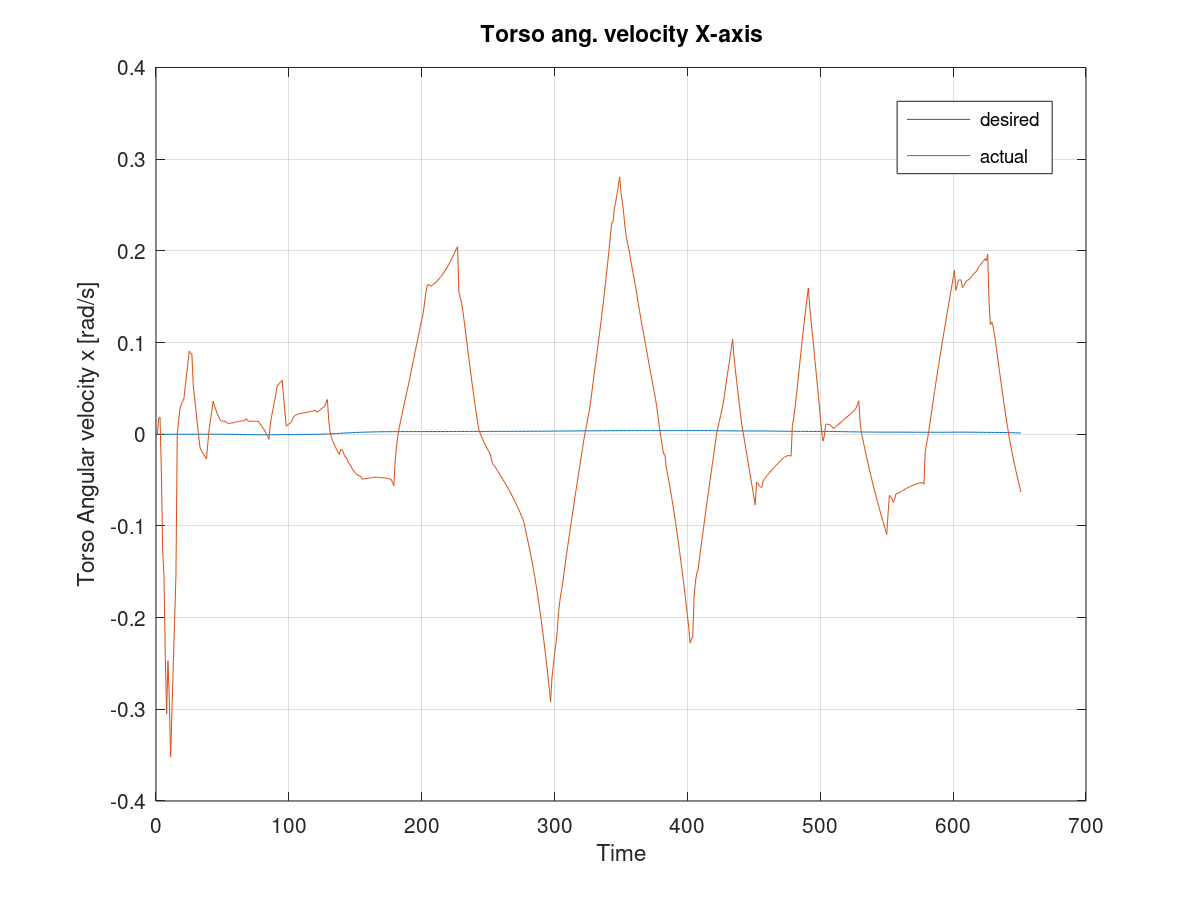 Torso ang. velocity X-axis
0.4
0.3
0.2
0.1
0
-0.1
-0.2
-0.3
-0.4
Torso Angular velocity x [rad/s]
desired
actual
0 100 200 300 400 500 600 700
Time